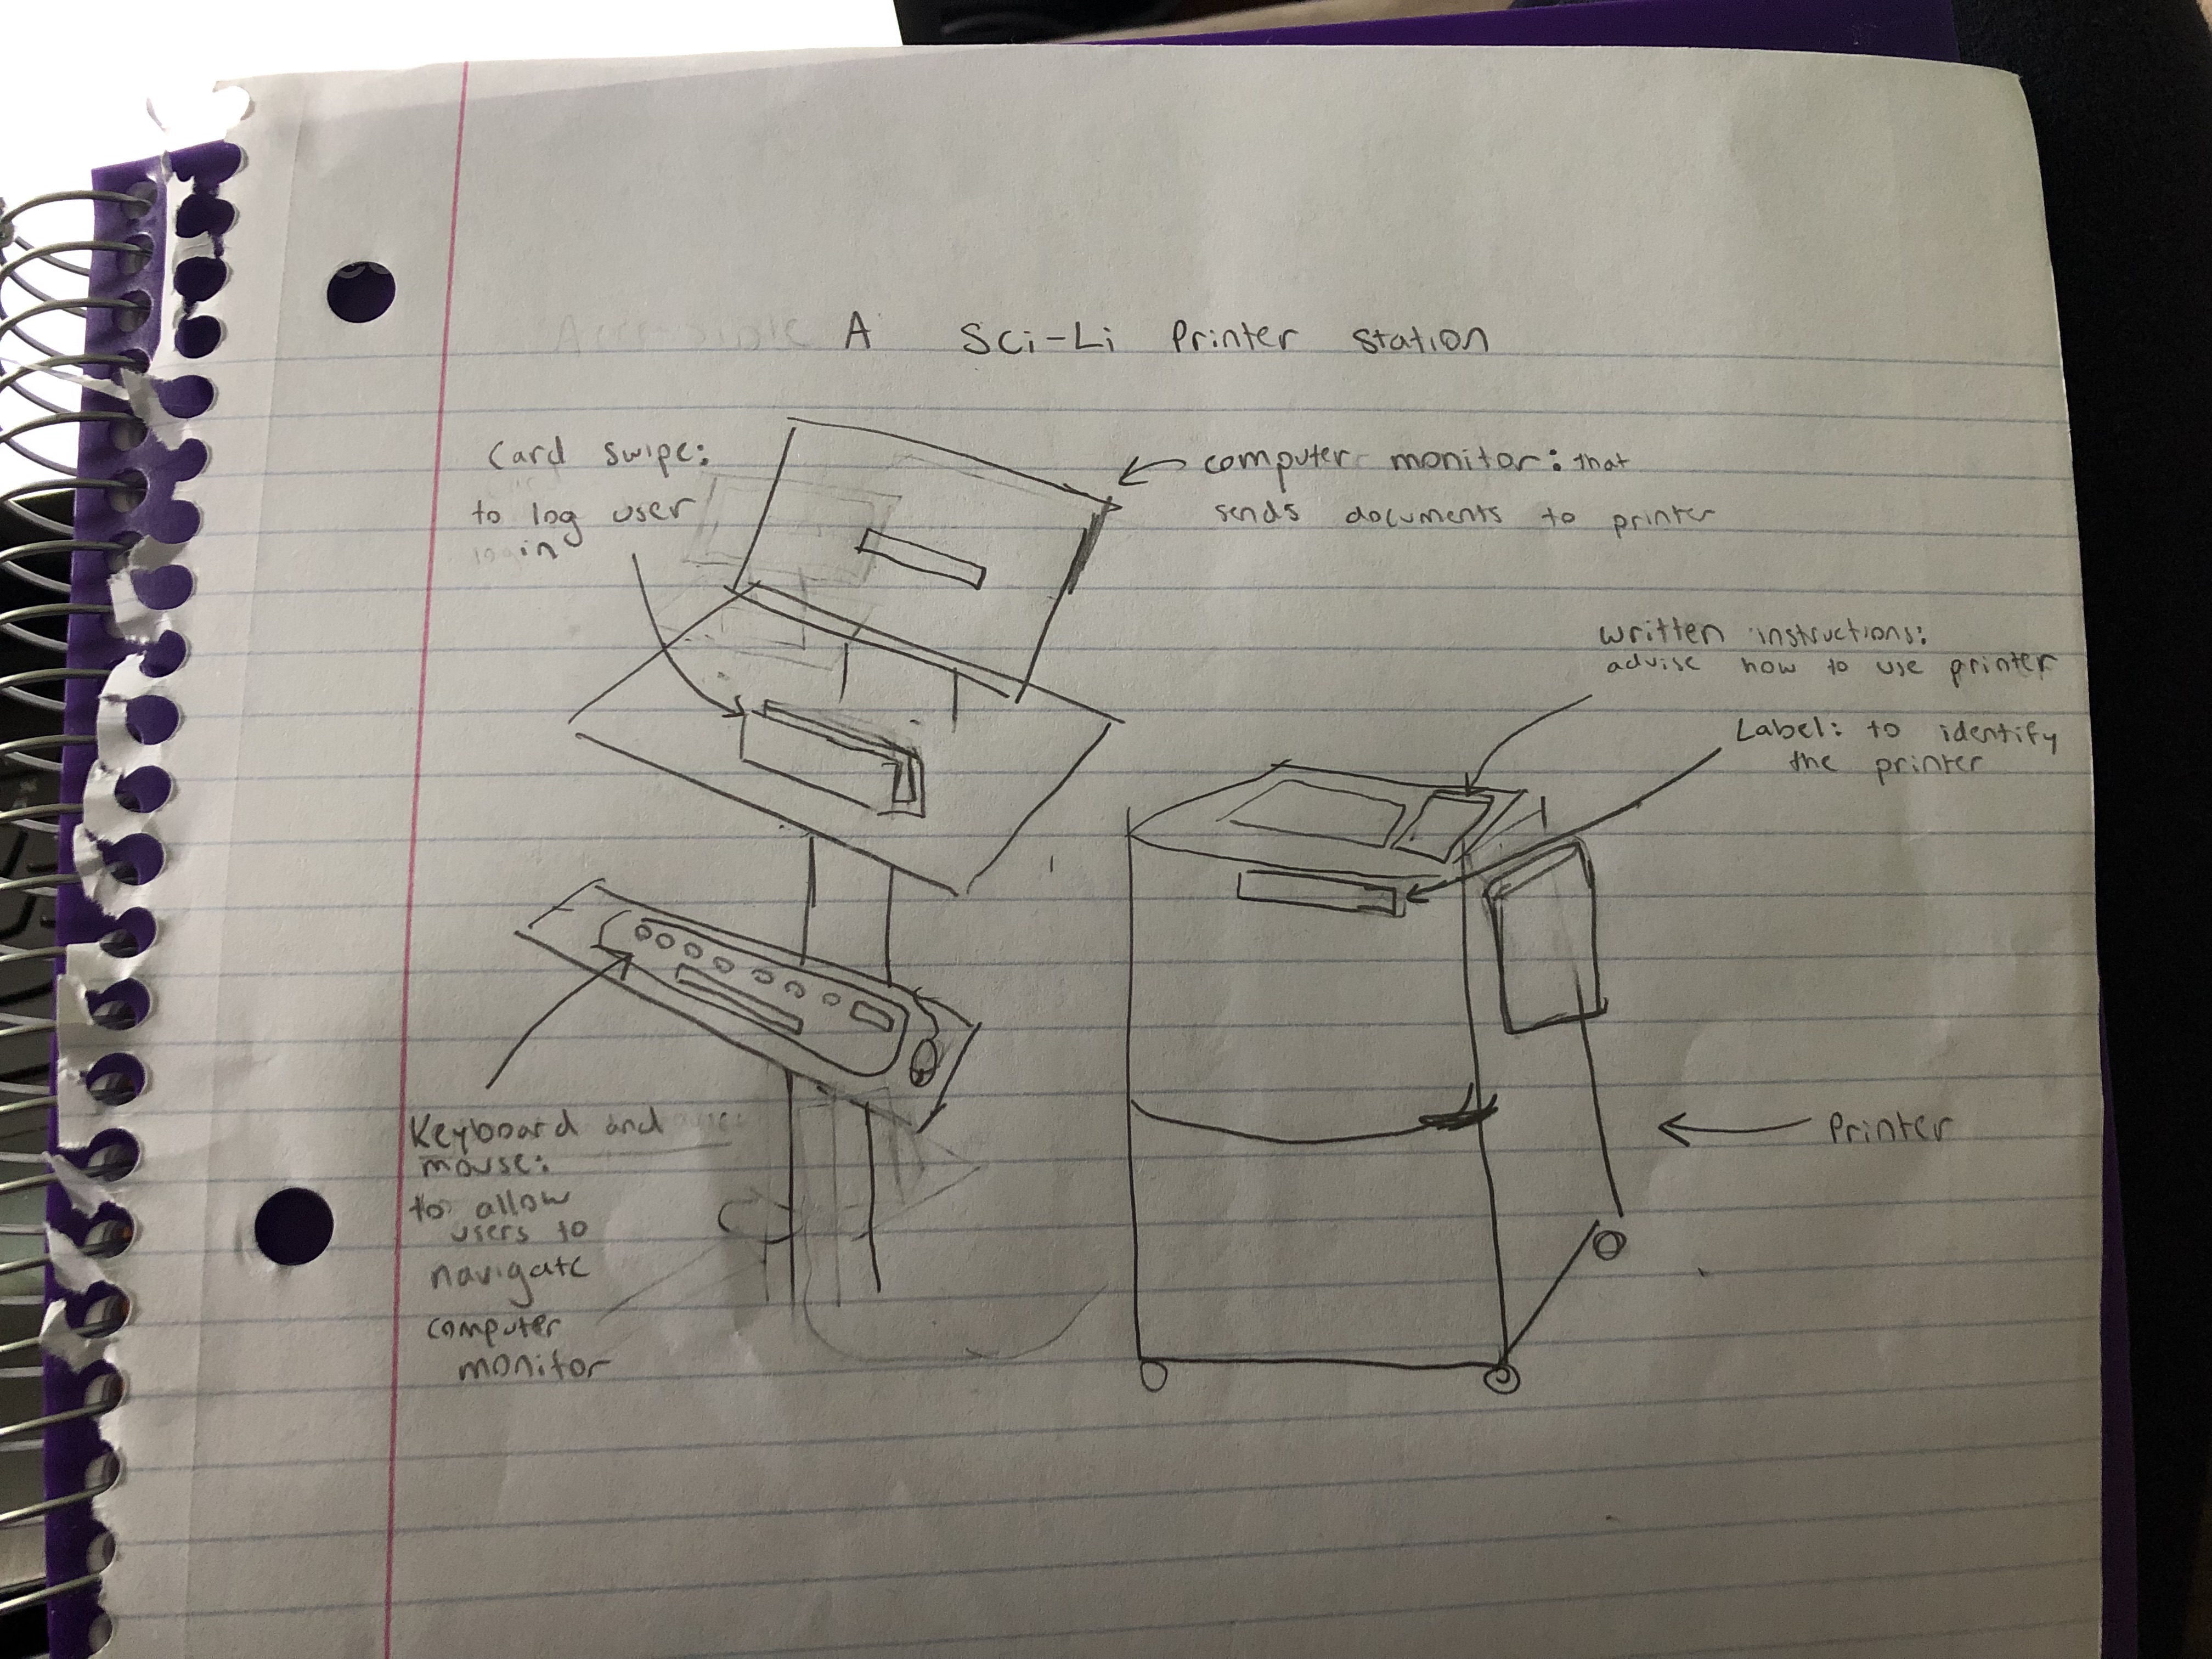 A Sci-Li Printer Station
Card swipe:
to log user
in
computer monitor: that
sends documents to printer
written instructions:
advise how to use printer
Label: to identify
the printer
Keyboard and
mouse:
to allow
users to
navigate
computer
monitor
Printer